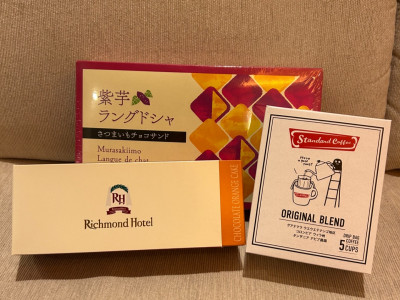 紫芋
ラングドシャ
さつまいもチョコサンド
Murasakiimo
Langue de chat
RH
Richmond Hotel
CHOCOLATE ORANGE CAKE
Standard Coffee
ORIGINAL BLEND
DRIP BAG
COFFEE
5 CUPS